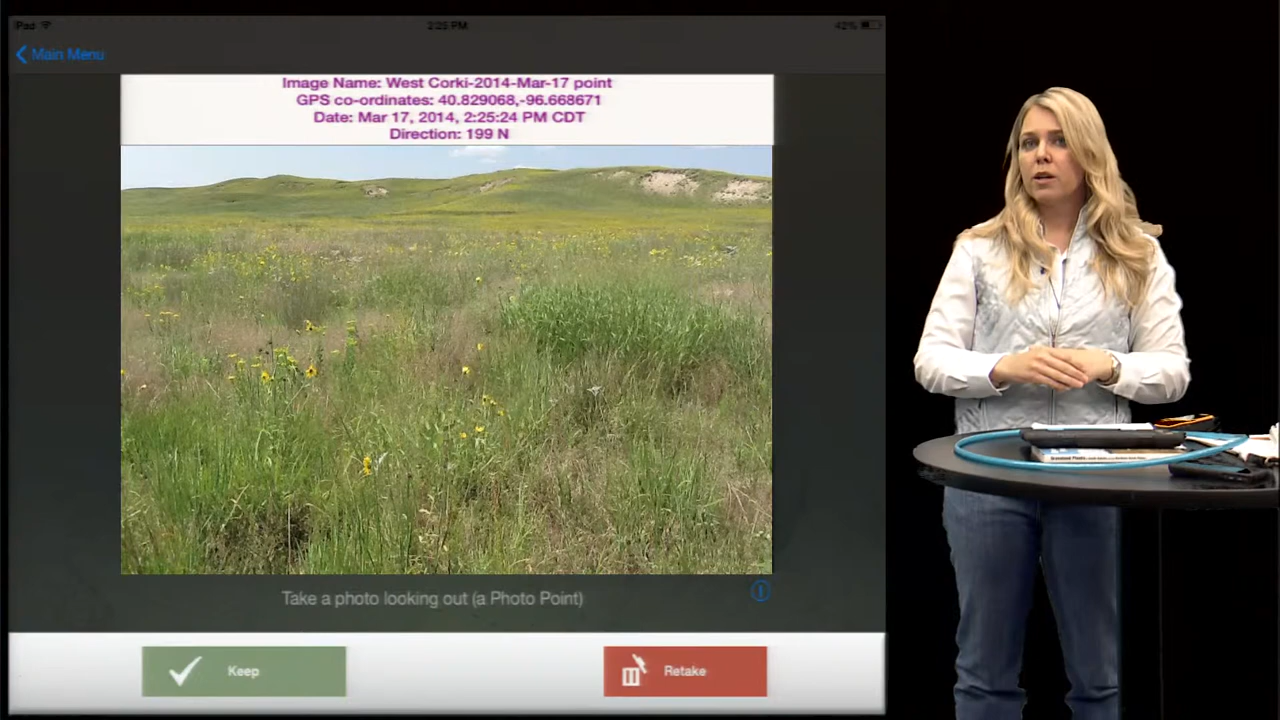 iPad
2:25 PM
42%
Main Menu
Image Name: West Corki-2014-Mar-17 point
GPS co-ordinates: 40.829068,-96.668671
Date: Mar 17, 2014, 2:25:24 PM CDT
Direction: 199 N
Take a photo looking out (a Photo Point)
Keep
Retake
Grassland Plants